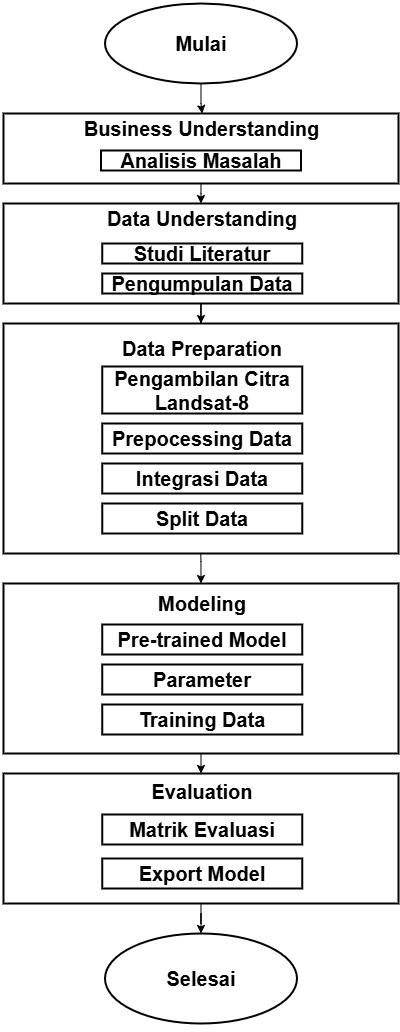 Mulai
Business Understanding
Analisis Masalah
Data Understanding
Studi Literatur
Pengumpulan Data
Data Preparation
Pengambilan Citra
Landsat-8
Prepocessing Data
Integrasi Data
Split Data
Modeling
Pre-trained Model
Parameter
Training Data
Evaluation
Matrik Evaluasi
Export Model
Selesai